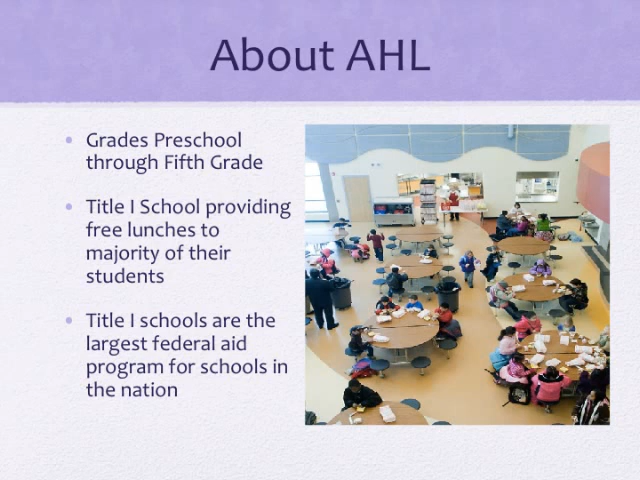 About AHL
• Grades Preschool
through Fifth Grade
• Title I School providing
free lunches to
majority of their
students
• Title I schools are the
largest federal aid
program for schools in
the nation